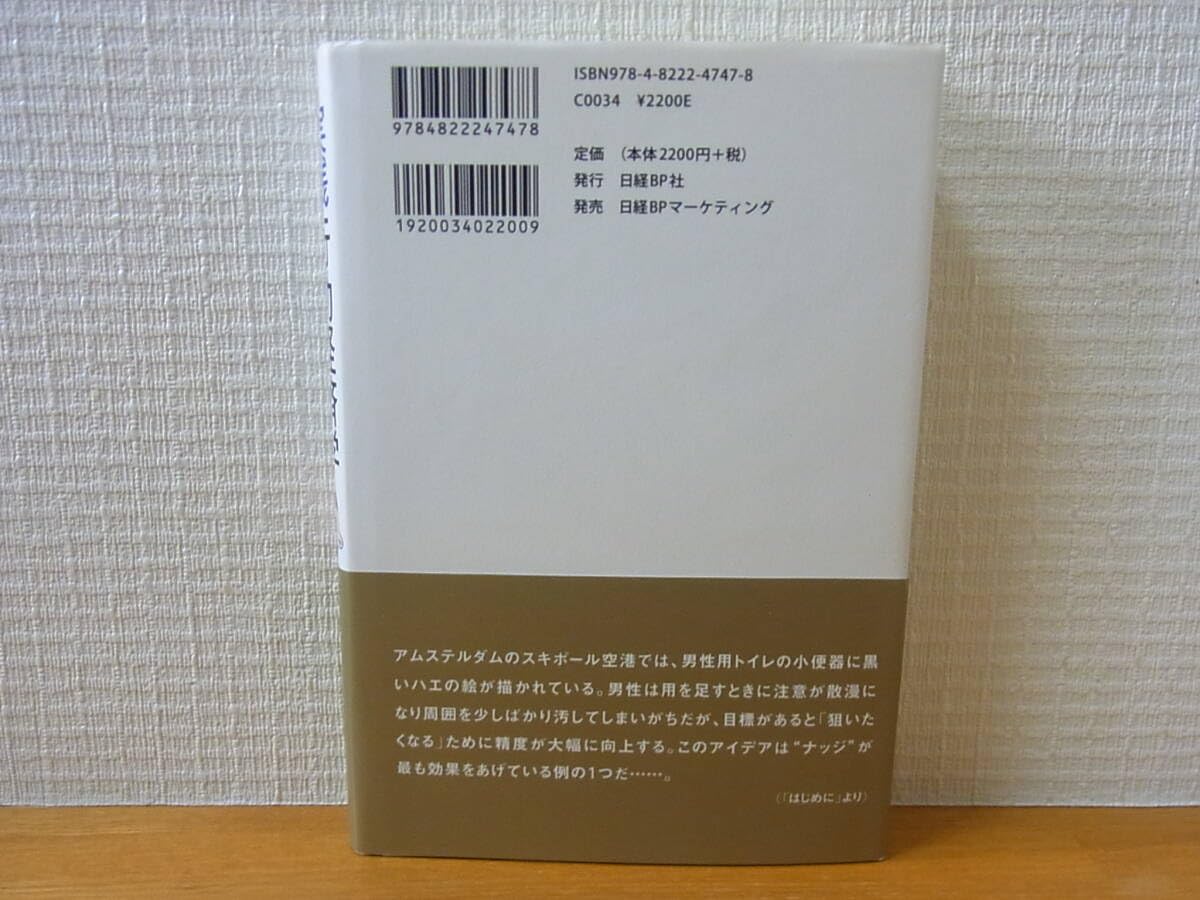 ISBN978-4-8222-4747-8
C0034 ¥2200E
9784822247478
定価 （本体2200円＋税）
発行 日経BP社
発売 日経BPマーケティング
1920034022009
アムステルダムのスキポール空港では、男性用トイレの小便器に黒
いハエの絵が描かれている。男性は用を足すときに注意が散漫に
なり周囲を少しばかり汚してしまいがちだが、目標があると「狙いた
くなる」ために精度が大幅に向上する。このアイデアは“ナッジ”が
最も効果をあげている例の1つだ……。
（「はじめに」より）